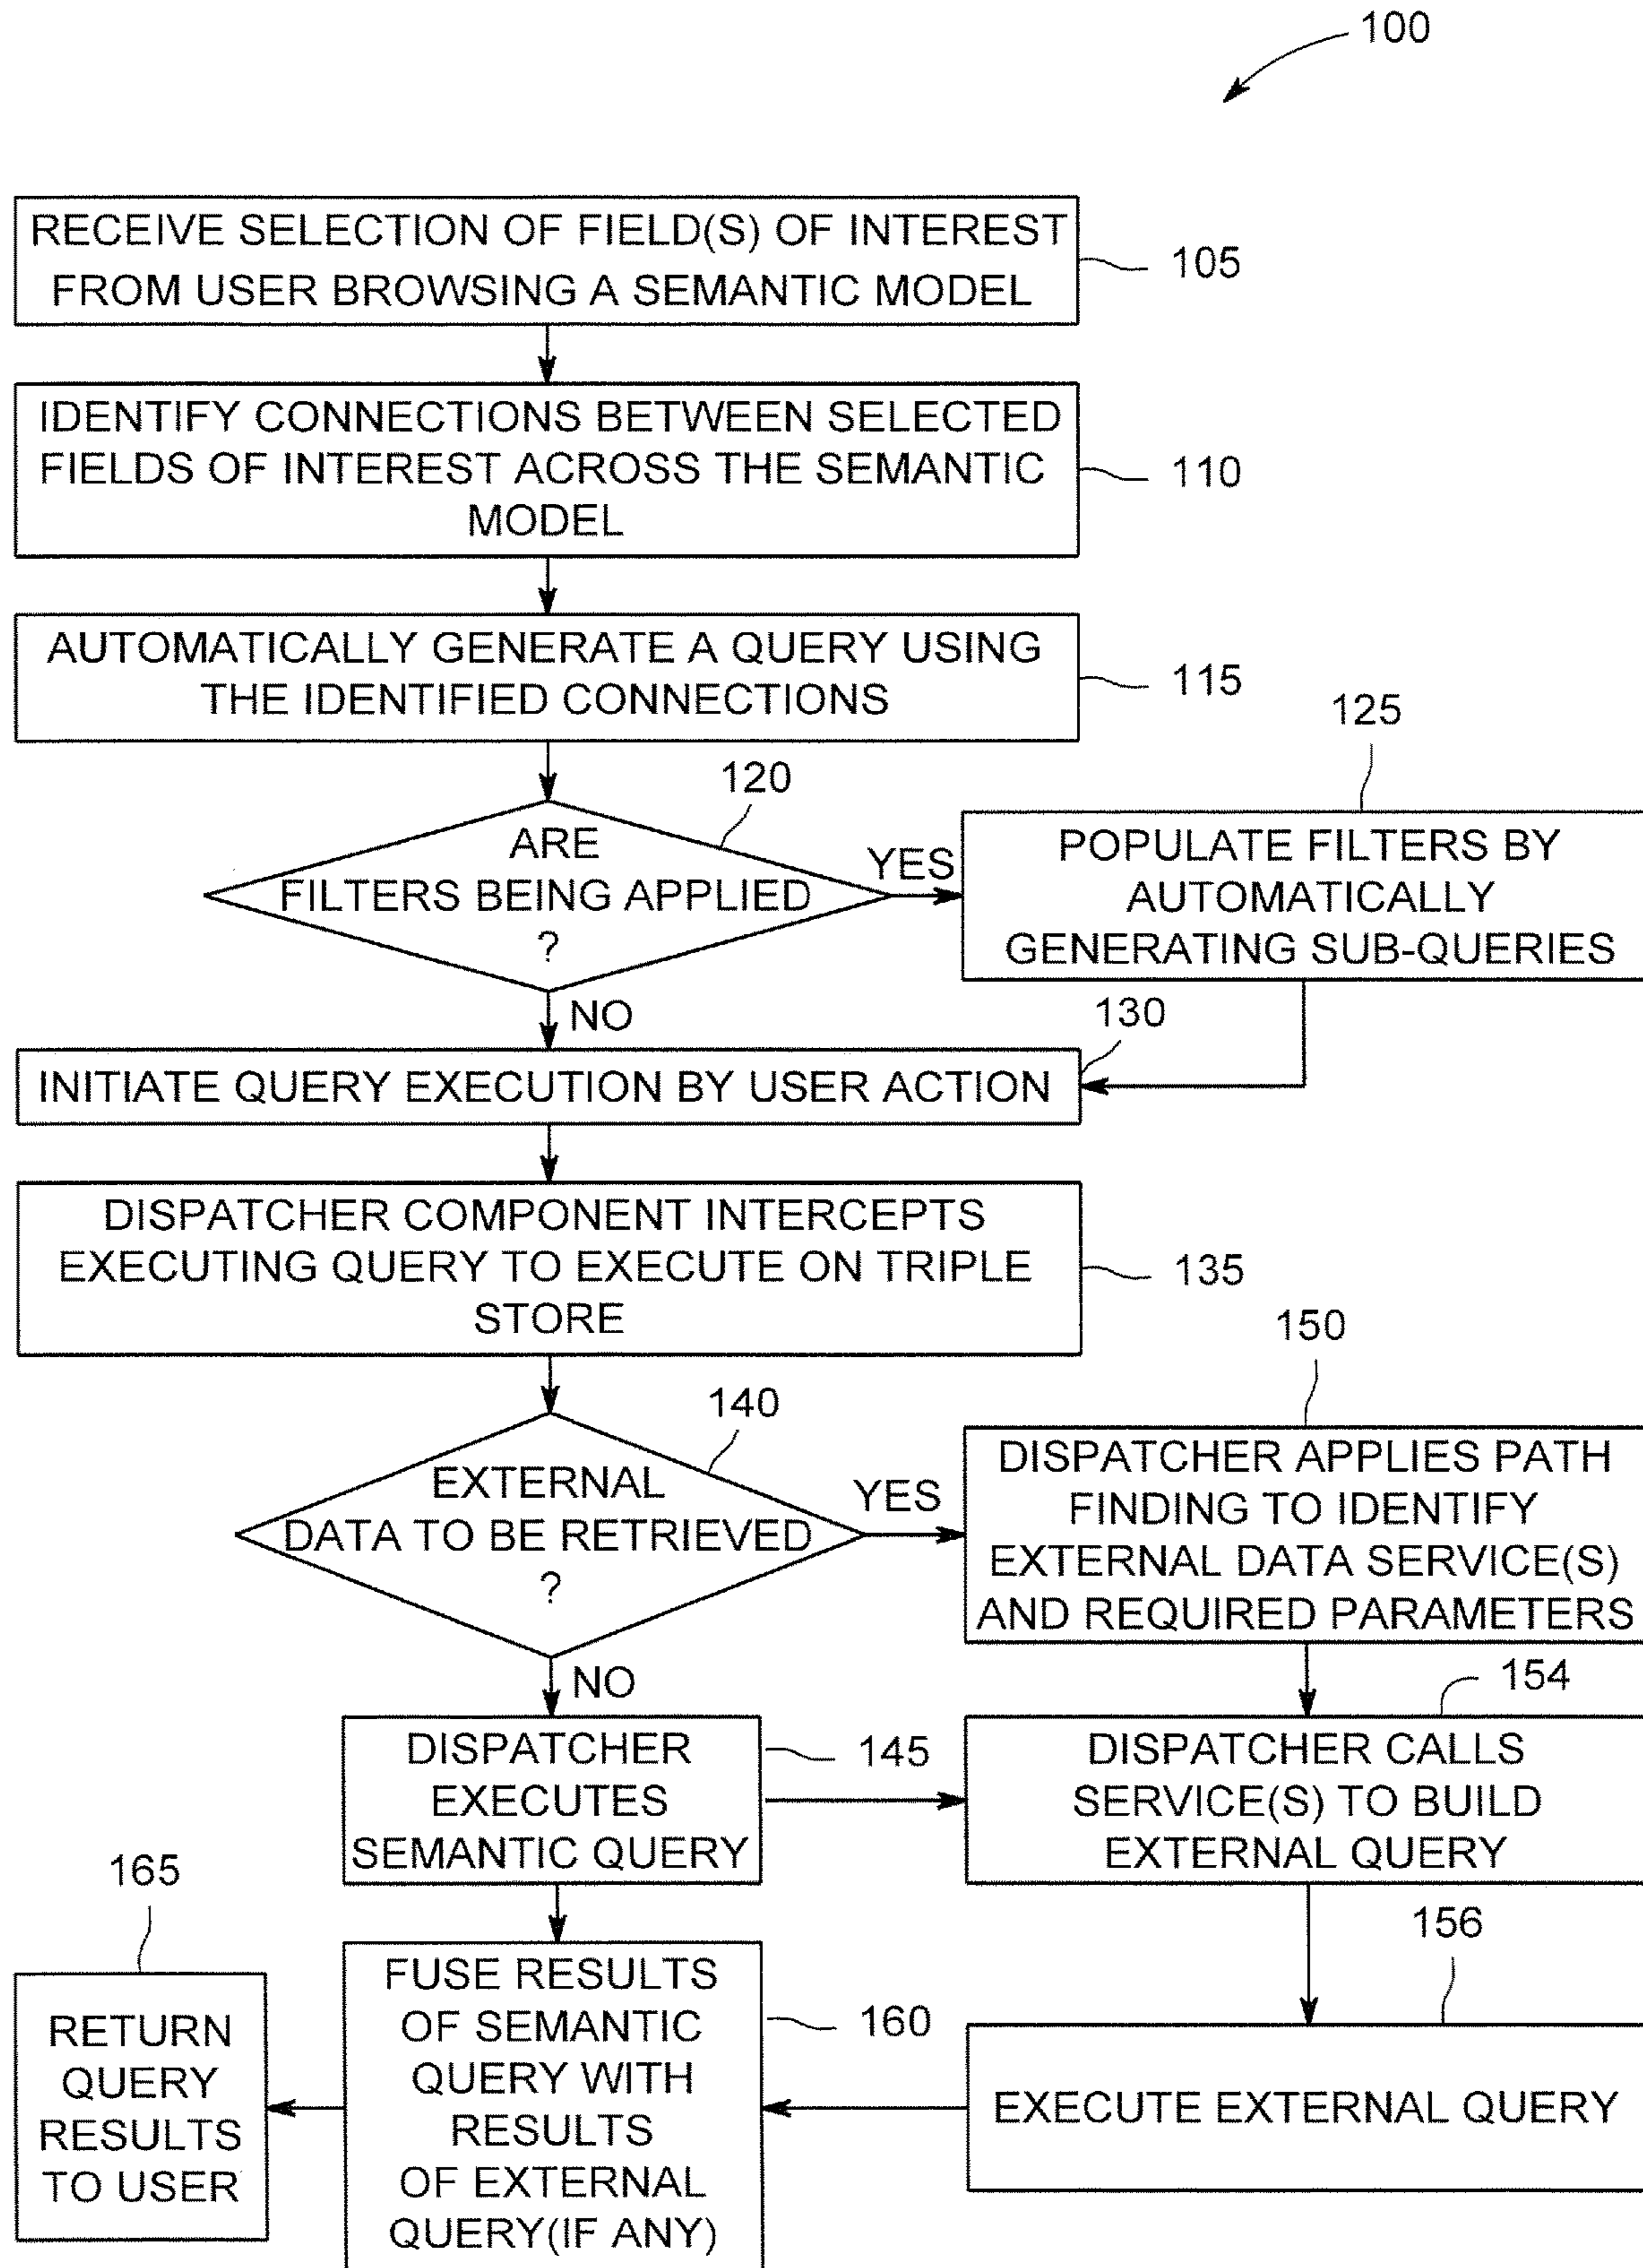 100
RECEIVE SELECTION OF FIELD(S) OF INTEREST
FROM USER BROWSING A SEMANTIC MODEL
105
IDENTIFY CONNECTIONS BETWEEN SELECTED
FIELDS OF INTEREST ACROSS THE SEMANTIC
MODEL
110
AUTOMATICALLY GENERATE A QUERY USING
THE IDENTIFIED CONNECTIONS
115
120
ARE
FILTERS BEING APPLIED
?
YES
125
POPULATE FILTERS BY
AUTOMATICALLY
GENERATING SUB-QUERIES
NO
130
INITIATE QUERY EXECUTION BY USER ACTION
DISPATCHER COMPONENT INTERCEPTS
EXECUTING QUERY TO EXECUTE ON TRIPLE
STORE
135
140
EXTERNAL
DATA TO BE RETRIEVED
?
YES
150
DISPATCHER APPLIES PATH
FINDING TO IDENTIFY
EXTERNAL DATA SERVICE(S)
AND REQUIRED PARAMETERS
NO
DISPATCHER
EXECUTES
SEMANTIC QUERY
145
154
DISPATCHER CALLS
SERVICE(S) TO BUILD
EXTERNAL QUERY
156
EXECUTE EXTERNAL QUERY
FUSE RESULTS
OF SEMANTIC
QUERY WITH
RESULTS
OF EXTERNAL
QUERY(IF ANY)
160
165
RETURN
QUERY
RESULTS
TO USER